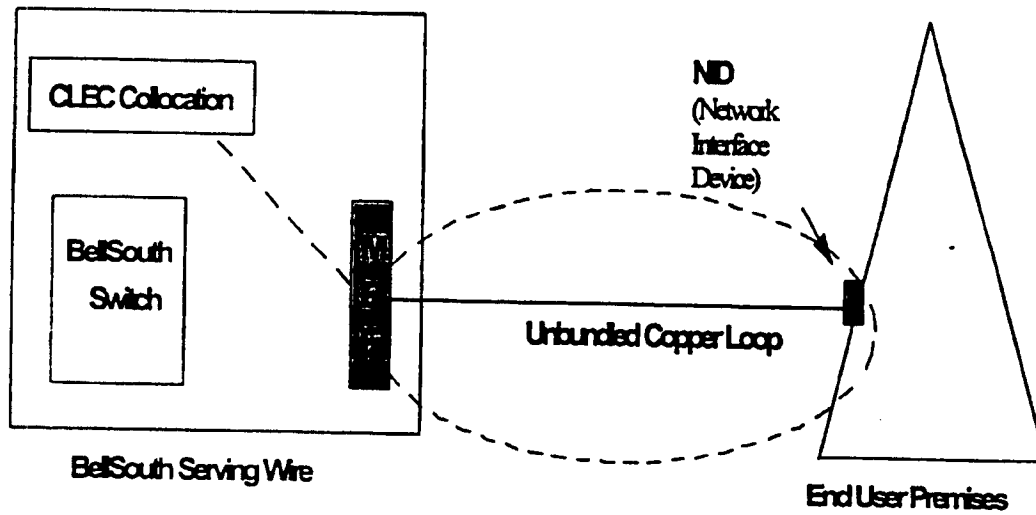 CLEC Collocation
BellSouth
Switch
NID
(Network
Interface
Device)
Unbundled Copper Loop
BellSouth Serving Wire
End User Premises